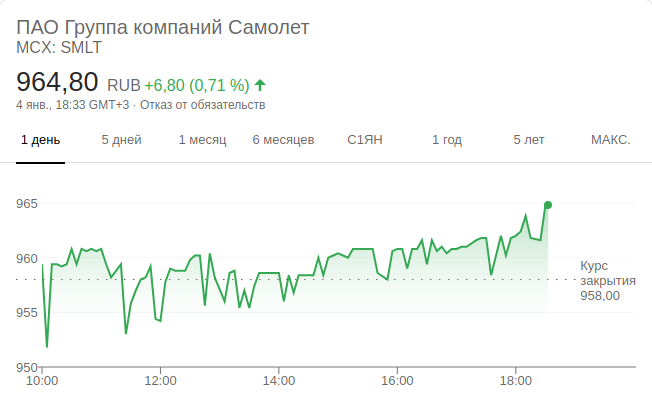 ПАО Группа компаний Самолет
MCX: SMLT
964,80 RUB +6,80 (0,71 %)
4 янв., 18:33 GMT+3 · Отказ от обязательств
1 день 5 дней 1 месяц 6 месяцев С1ЯН 1 год 5 лет МАКС.
965
960
955
950
Курс
закрытия
958,00
10:00 12:00 14:00 16:00 18:00